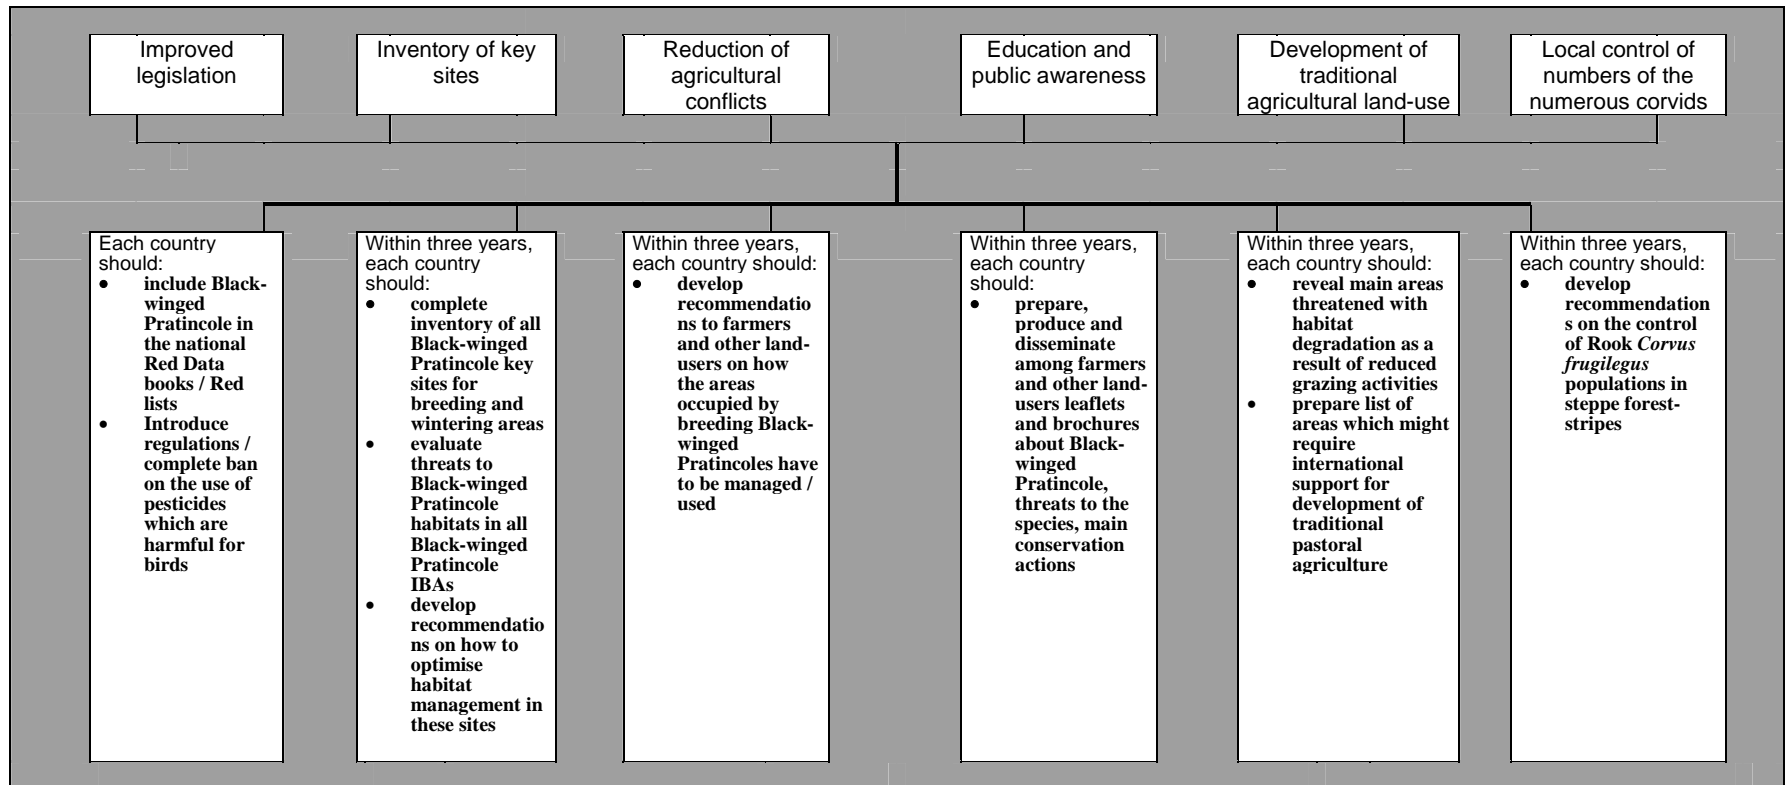 Improved
legislation
Inventory of key
sites
Reduction of
agricultural
conflicts
Education and
public awareness
Development of
traditional
agricultural land-use
Local control of
numbers of the
numerous corvids
Each country
should:
• include Black-
winged
Pratincole in
the national
Red Data
books / Red
lists
• Introduce
regulations /
complete ban
on the use of
pesticides
which are
harmful for
birds
Within three years,
each country
should:
• complete
inventory of all
Black-winged
Pratincole key
sites for
breeding and
wintering areas
• evaluate
threats to
Black-winged
Pratincole
habitats in all
Black-winged
Pratincole
IBAs
• develop
recommendatio
ns on how to
optimise
habitat
management in
these sites
Within three years,
each country should:
• develop
recommendatio
ns to farmers
and other land-
users on how
the areas
occupied by
breeding Black-
winged
Pratincoles have
to be managed /
used
Within three years,
each country
should:
• prepare,
produce and
disseminate
among farmers
and other land-
users leaflets
and brochures
about Black-
winged
Pratincole,
threats to the
species, main
conservation
actions
Within three years,
each country should:
• reveal main areas
threatened with
habitat
degradation as a
result of reduced
grazing activities
• prepare list of
areas which might
require
international
support for
development of
traditional
pastoral
agriculture
Within three years,
each country should:
• develop
recommendation
s on the control
of Rook Corvus
frugilegus
populations in
steppe forest-
stripes